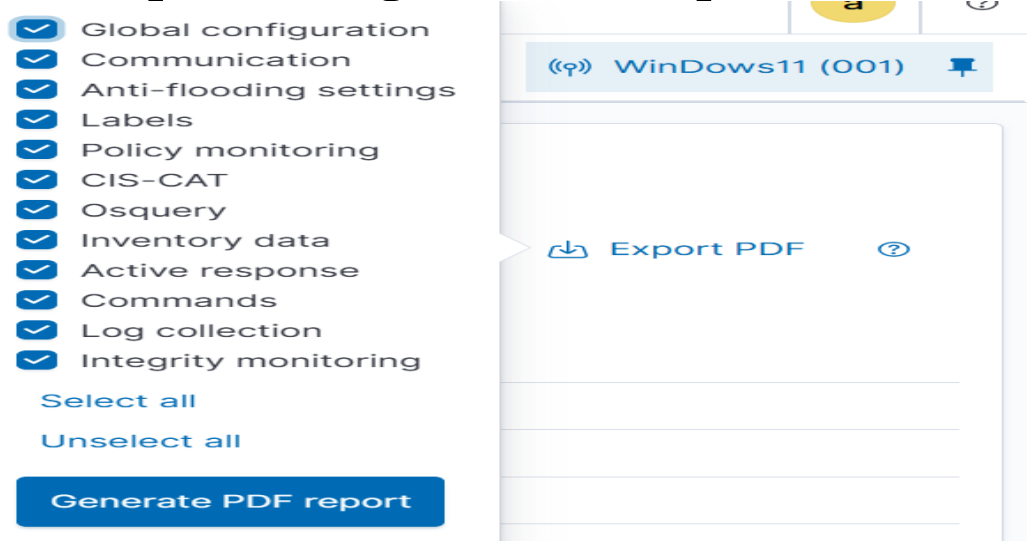 Global configuration
Communication
Anti-flooding settings
Labels
Policy monitoring
CIS-CAT
Osquery
Inventory data
Active response
Commands
Log collection
Integrity monitoring
Select all
Unselect all
Generate PDF report
a
WinDows11 (001)
Export PDF